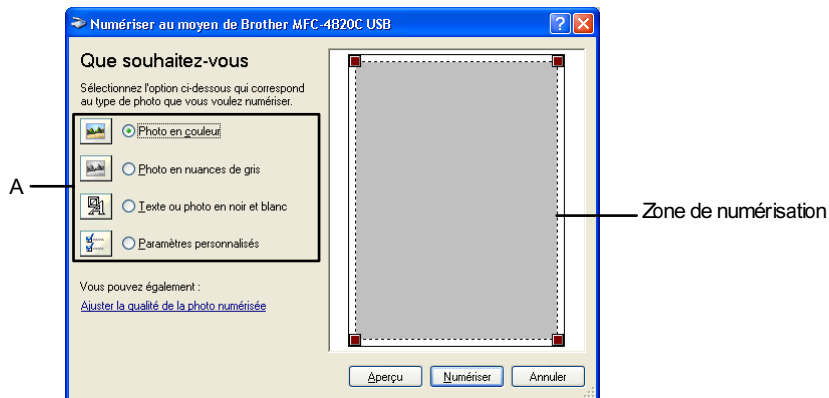 Numériser au moyen de Brother MFC-4820C USB
Que souhaitez-vous
Sélectionnez l'option ci-dessous qui correspond
au type de photo que vous voulez numériser.
Photo en couleur
Photo en nuances de gris
A
Texte ou photo en noir et blanc
Zone de numérisation
Paramètres personnalisés
Vous pouvez également :
Ajuster la qualité de la photo numérisée
Aperçu
Numériser
Annuler